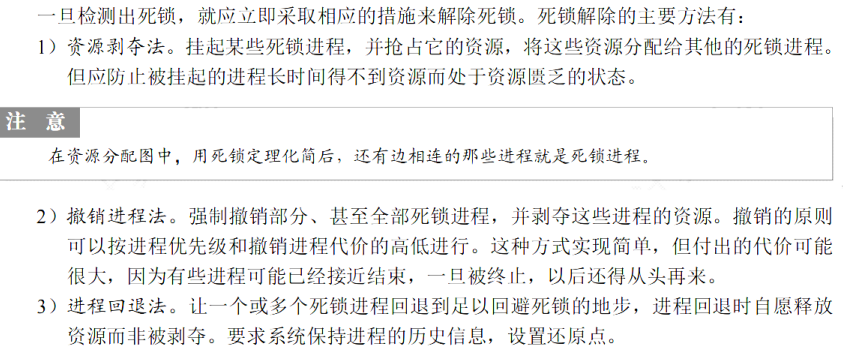 一旦检测出死锁，就应立即采取相应的措施来解除死锁。死锁解除的主要方法有：
1）资源剥夺法。挂起某些死锁进程，并抢占它的资源，将这些资源分配给其他的死锁进程。
但应防止被挂起的进程长时间得不到资源而处于资源匮乏的状态。
注 意
在资源分配图中，用死锁定理化简后，还有边相连的那些进程就是死锁进程。
2）撤销进程法。强制撤销部分、甚至全部死锁进程，并剥夺这些进程的资源。撤销的原则
可以按进程优先级和撤销进程代价的高低进行。这种方式实现简单，但付出的代价可能
很大，因为有些进程可能已经接近结束，一旦被终止，以后还得从头再来。
3）进程回退法。让一个或多个死锁进程回退到足以回避死锁的地步，进程回退时自愿释放
资源而非被剥夺。要求系统保持进程的历史信息，设置还原点。